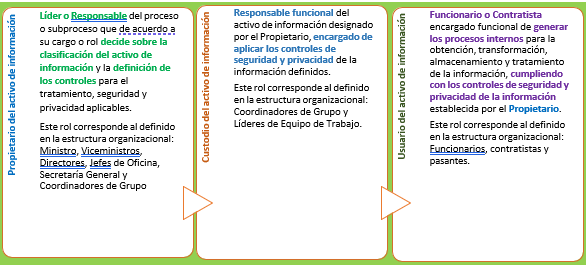 Propietario del activo de información
Líder o Responsable del proceso
o subproceso que de acuerdo a
su cargo o rol decide sobre la
clasificación del activo de
información y la definición de
los controles para el
tratamiento, seguridad y
privacidad aplicables.
Este rol corresponde al definido
en la estructura organizacional:
Ministro, Viceministros,
Directores, Jefes de Oficina,
Secretaría General y
Coordinadores de Grupo
Custodio del activo de información
Responsable funcional del
activo de información designado
por el Propietario, encargado de
aplicar los controles de
seguridad y privacidad de la
información definidos.
Este rol corresponde al definido
en la estructura organizacional:
Coordinadores de Grupo y
Líderes de Equipo de Trabajo.
Usuario del activo de información
Funcionario o Contratista
encargado funcional de generar
los procesos internos para la
obtención, transformación,
almacenamiento y tratamiento
de la información, cumpliendo
con los controles de seguridad y
privacidad de la información
establecida por el Propietario.
Este rol corresponde al definido
en la estructura organizacional:
Funcionarios, contratistas y
pasantes.